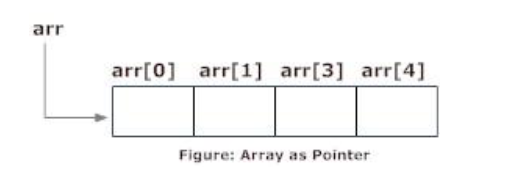 arr
arr[0] arr[1] arr[3] arr[4]
Figure: Array as Pointer